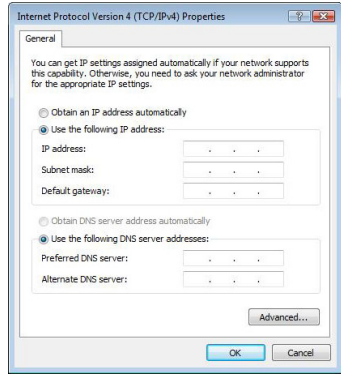 Internet Protocol Version 4 (TCP/IPv4) Properties
General
You can get IP settings assigned automatically if your network supports
this capability. Otherwise, you need to ask your network administrator
for the appropriate IP settings.
Obtain an IP address automatically
Use the following IP address:
IP address:
Subnet mask:
Default gateway:
Obtain DNS server address automatically
Use the following DNS server addresses:
Preferred DNS server:
Alternate DNS server:
Advanced...
OK Cancel